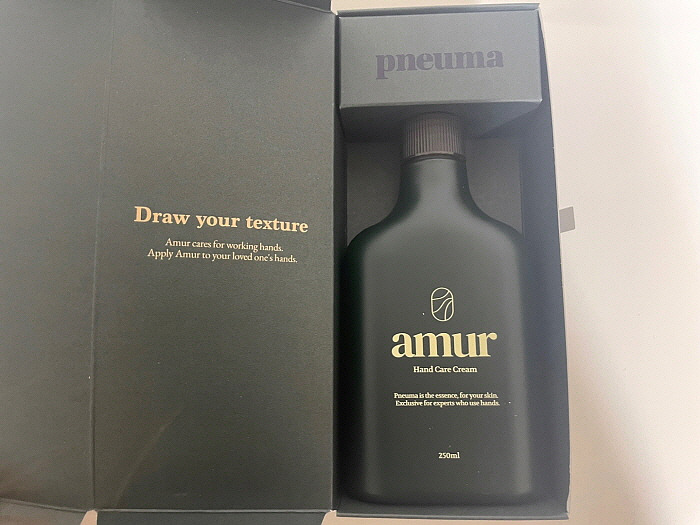 Draw your texture
Amur cares for working hands.
Apply Amur to your loved one's hands.
pneuma
amur
Hand Care Cream
Pneuma is the essence, for your skin.
Exclusive for experts who use hands.
250ml